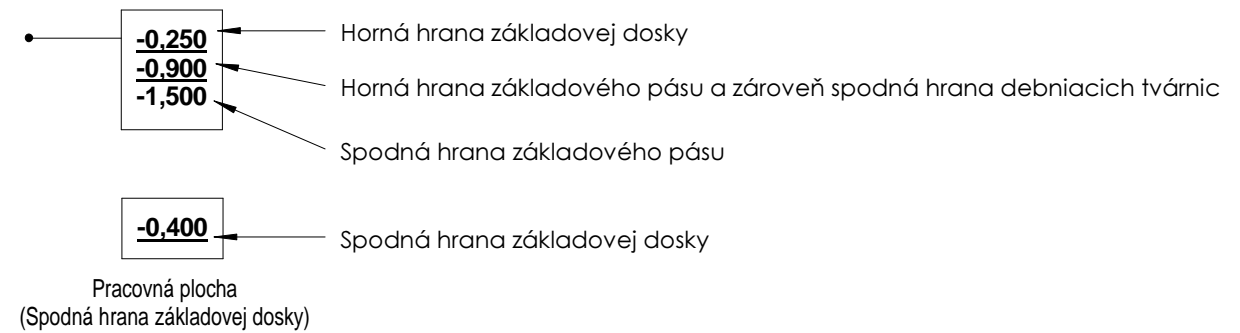 -0,250
Horná hrana základovej dosky
-0,900
Horná hrana základového pásu a zároveň spodná hrana debniacich tvárnic
-1,500
Spodná hrana základového pásu
-0,400
Spodná hrana základovej dosky
Pracovná plocha
(Spodná hrana základovej dosky)